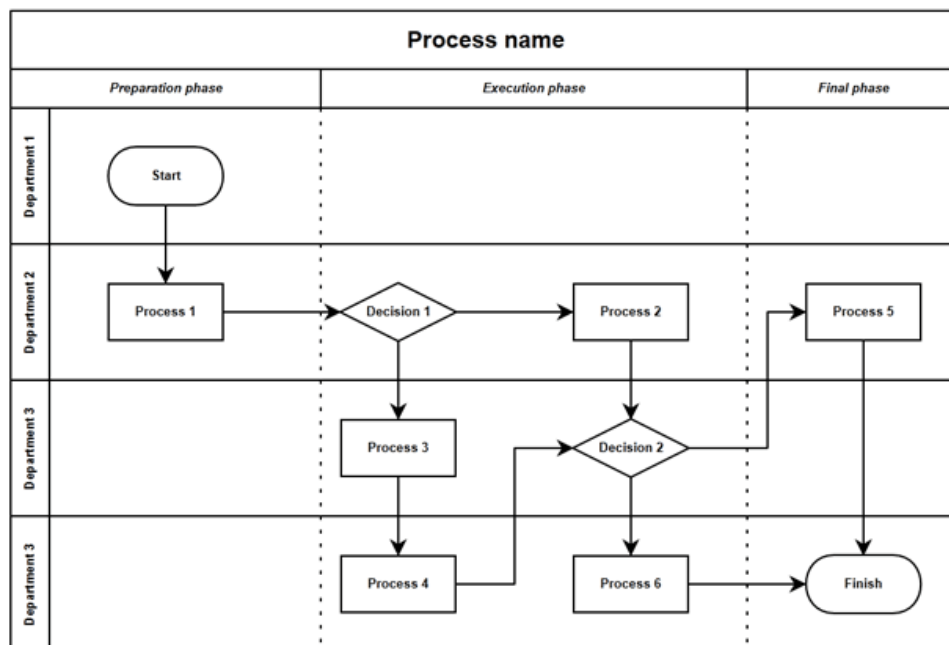 Process name
Preparation phase
Execution phase
Final phase
Department 1
Start
Department 2
Process 1
Decision 1
Process 2
Process 5
Department 3
Process 3
Decision 2
Department 3
Process 4
Process 6
Finish